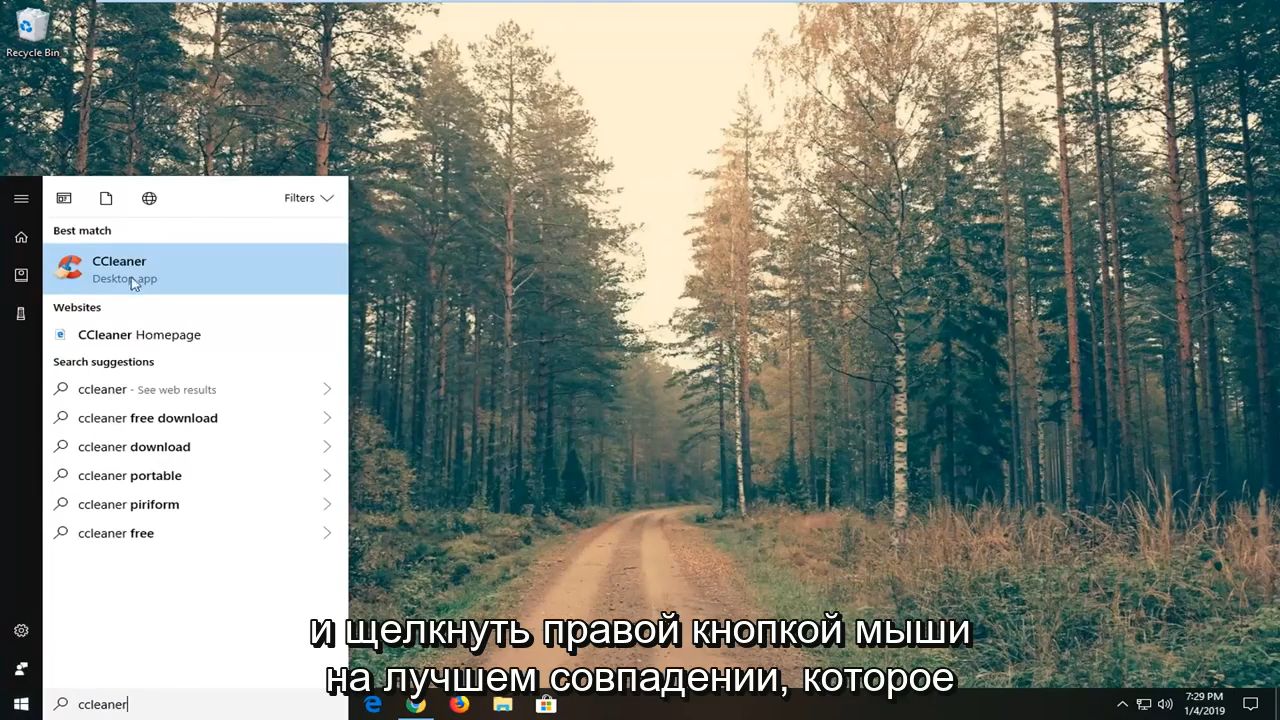 Recycle Bin
Filters
Best match
CCleaner
Desktop app
Websites
CCleaner Homepage
Search suggestions
ccleaner - See web results
ccleaner free download
ccleaner download
ccleaner portable
ccleaner piriform
ccleaner free
и щелкнуть правой кнопкой мыши
на лучшем совпадении, которое
ccleaner
7:29 PM
1/4/2019